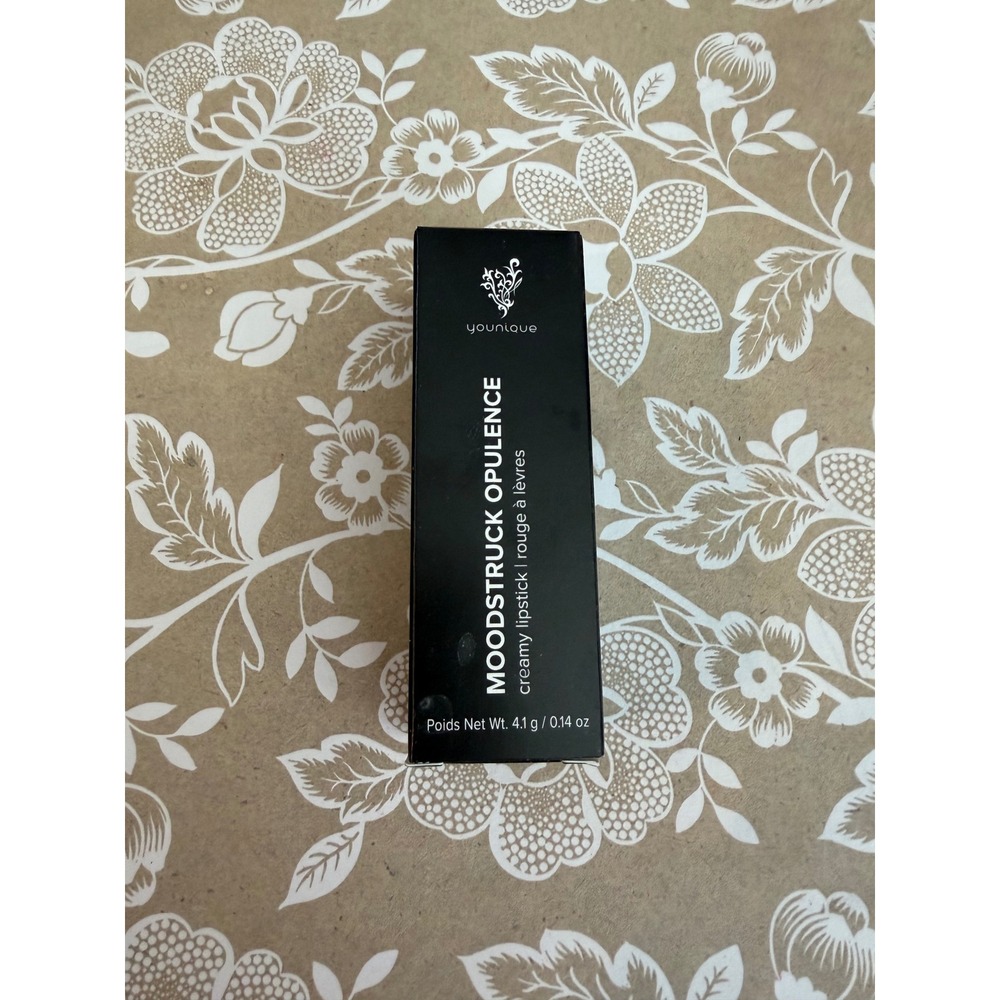 younique
MOODSTRUCK OPULENCE
creamy lipstick | rouge à lèvres
Poids Net Wt. 4.1 g / 0.14 oz